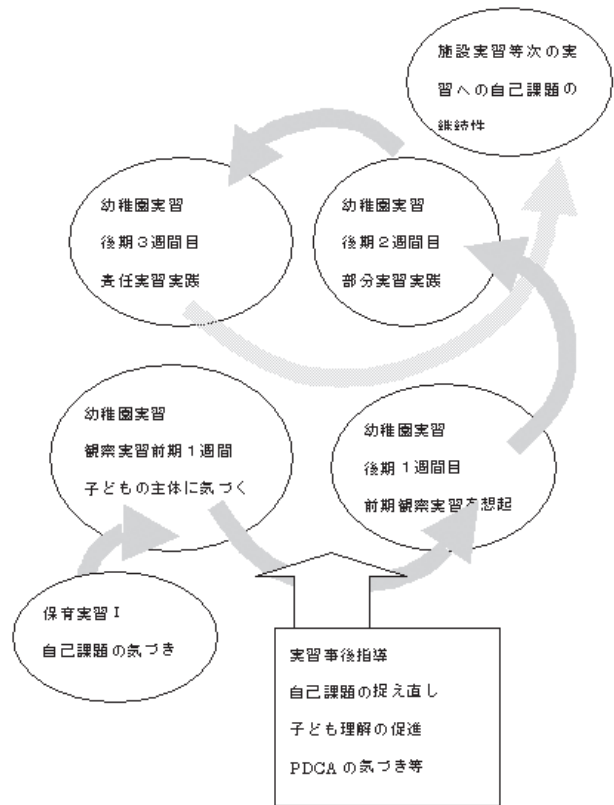 施設実習等次の実
習への自己課題の
継続性
幼稚園実習
後期３週間目
責任実習実践
幼稚園実習
後期２週間目
部分実習実践
幼稚園実習
観察実習前期１週間
子どもの主体に気づく
幼稚園実習
後期１週間目
前期観察実習を想起
保育実習Ⅰ
自己課題の気づき
実習事後指導
自己課題の捉え直し
子ども理解の促進
PDCA の気づき等